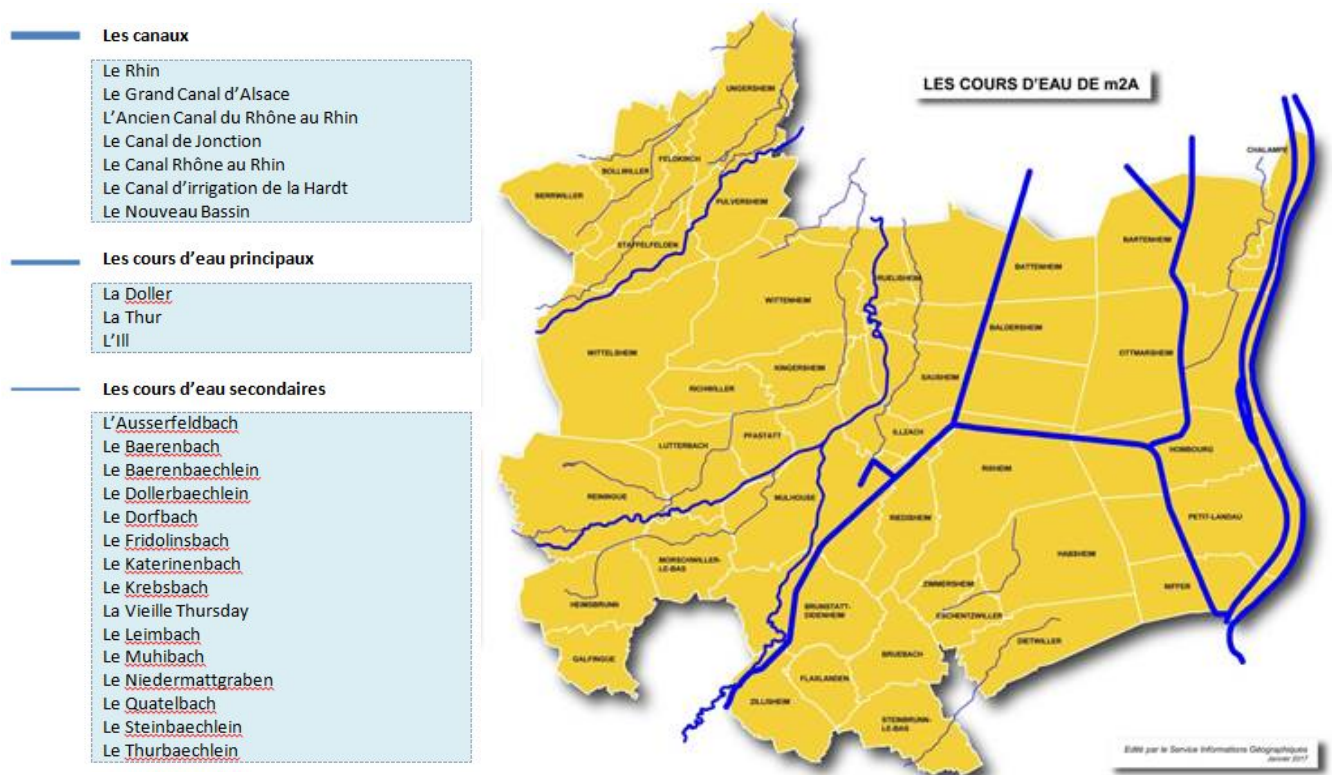 Les canaux
Le Rhin
Le Grand Canal d'Alsace
L'Ancien Canal du Rhône au Rhin
Le Canal de Jonction
Le Canal Rhône au Rhin
Le Canal d'irrigation de la Hardt
Le Nouveau Bassin
Les cours d'eau principaux
La Doller
La Thur
L'Ill
Les cours d'eau secondaires
L'Ausserfeldbach
Le Baerenbach
Le Baerenbaechlein
Le Dollerbaechlein
Le Dorfbach
Le Fridolinsbach
Le Katerinenbach
Le Krebsbach
La Vieille Thursday
Le Leimbach
Le Muhibach
Le Niedermattgraben
Le Quatelbach
Le Steinbaechlein
Le Thurbaechlein
LES COURS D'EAU DE m2A
UNGERSHEIM
CHALAMPE
FELDKIRCH
BOLLWILLER
BERRWILLER
PULVERSHEIM
STAFFELFELDEN
BARTENHEIM
BATTENHEIM
RUELISHEIM
WITTENHEIM
BALDERSHEIM
WITTELSHEIM
OTTMARSHEIM
KINGERSHEIM
SAUSHEIM
RICHWILLER
PFASTATT
ILLZACH
LUTTERBACH
HOMBOURG
RIXHEIM
REININGUE
MULHOUSE
RIEDISHEIM
PETIT-LANDAU
HABSHEIM
MORSCHWILLER-
LE-BAS
ZIMMERSHEIM
NIFFER
HEIMSBRUNN
BRUNSTATT-
DIDENHEIM
ESCHENTZWILLER
DIETWILLER
GALFINGUE
BRUEBACH
FLAXLANDEN
ZILLISHEIM
STEINBRUNN-
LE-BAS
Edité par le Service Informations Géographiques
Janvier 2017